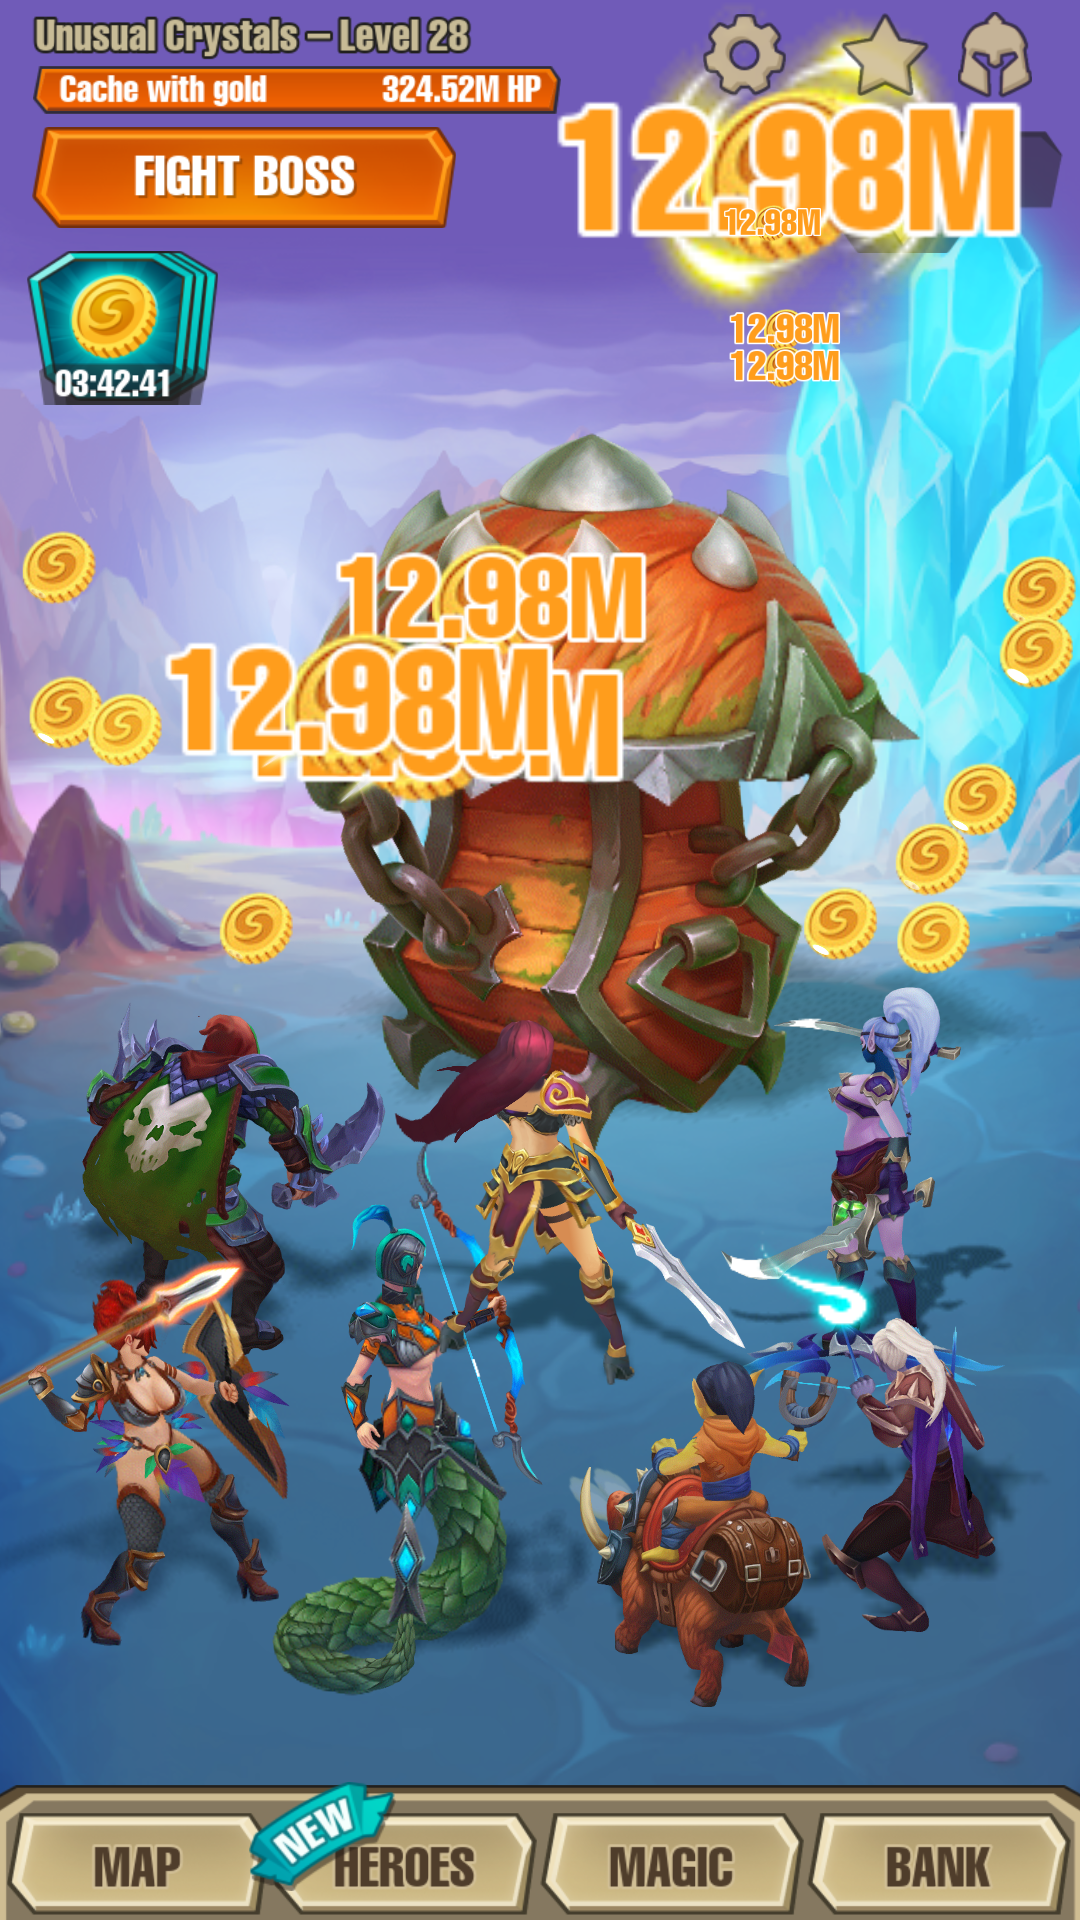 Unusual Crystals – Level 28
Cache with gold 324.52M HP
FIGHT BOSS
12.98M
12.98M
12.98M
12.98M
03:42:41
12.98M
12.98M
M
MAP
NEW
HEROES
MAGIC
BANK